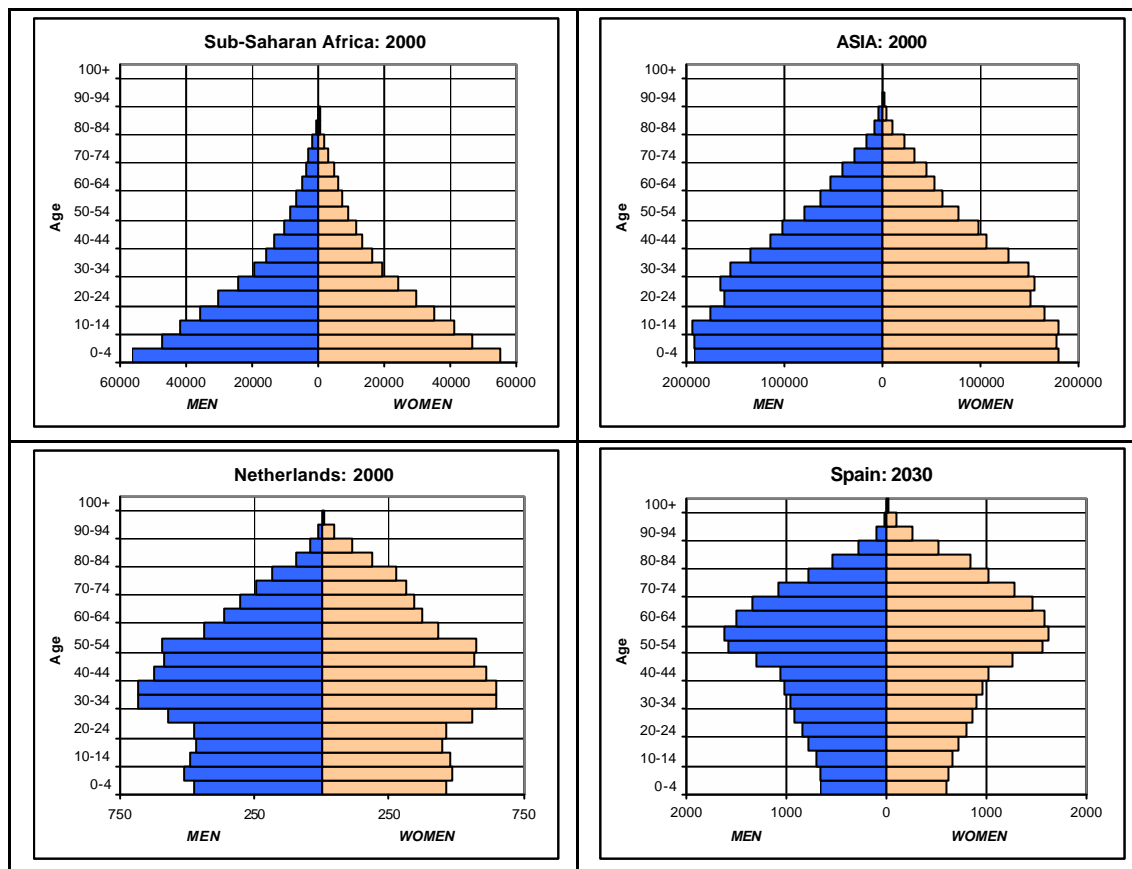 Sub-Saharan Africa: 2000
100+
90-94
80-84
70-74
60-64
50-54
40-44
30-34
20-24
10-14
0-4
Age
60000 40000 20000 0 20000 40000 60000
MEN WOMEN
ASIA: 2000
100+
90-94
80-84
70-74
60-64
50-54
40-44
30-34
20-24
10-14
0-4
Age
200000 100000 0 100000 200000
MEN WOMEN
Netherlands: 2000
100+
90-94
80-84
70-74
60-64
50-54
40-44
30-34
20-24
10-14
0-4
Age
750 250 250 750
MEN WOMEN
Spain: 2030
100+
90-94
80-84
70-74
60-64
50-54
40-44
30-34
20-24
10-14
0-4
Age
2000 1000 0 1000 2000
MEN WOMEN